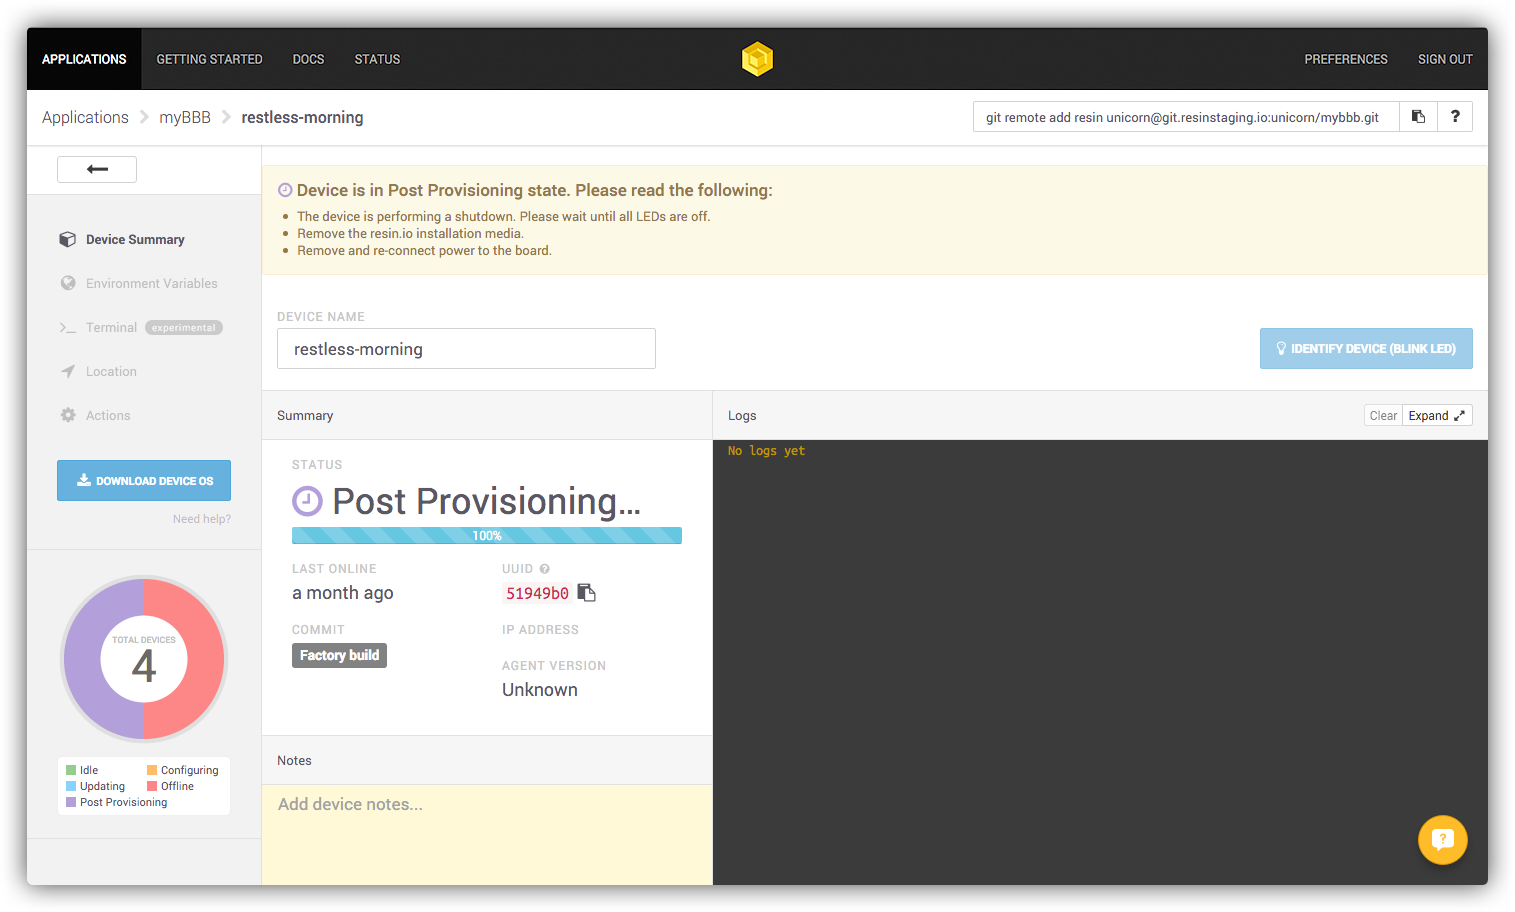 APPLICATIONS GETTING STARTED DOCS STATUS PREFERENCES SIGN OUT
Applications myBBB restless-morning git remote add resin unicorn@git.resinstaging.io:unicorn/mybbb.git ?
Device is in Post Provisioning state. Please read the following:
• The device is performing a shutdown. Please wait until all LEDs are off.
• Remove the resin.io installation media.
• Remove and re-connect power to the board.
Device Summary
Environment Variables
Terminal experimental
Location
Actions
DOWNLOAD DEVICE OS
Need help?
TOTAL DEVICES
4
Idle Configuring
Updating Offline
Post Provisioning
DEVICE NAME
restless-morning
IDENTIFY DEVICE (BLINK LED)
Summary
STATUS
Post Provisioning...
100%
LAST ONLINE UUID ?
a month ago 51949b0
COMMIT IP ADDRESS
Factory build
AGENT VERSION
Unknown
Notes
Add device notes...
Logs Clear Expand
No logs yet
?